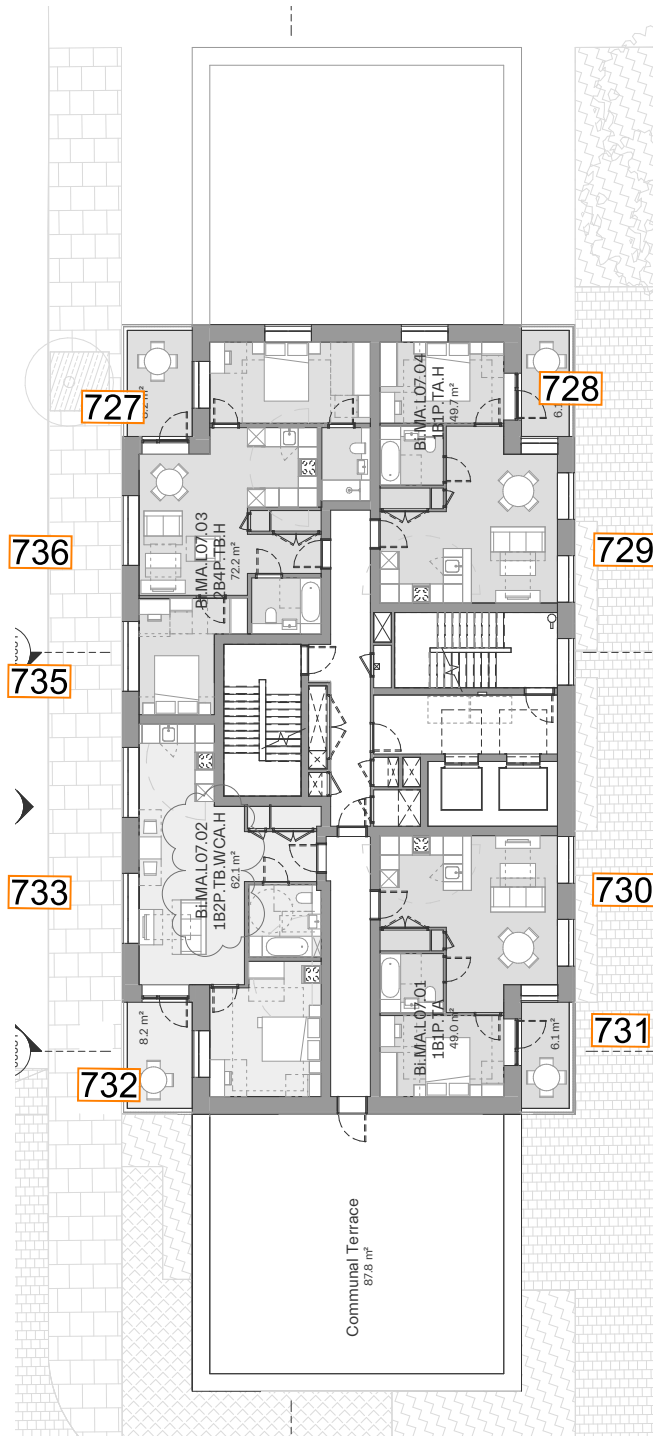 727
728
6.
Bi.MA.L07.04
1B1P.TA.H
49.7 m²
736
729
Bi.MA.L07.03
2B4P.TB.H
72.2 m²
735
Bi.MA.L07.02
1B2P.TB.WCA.H
62.1 m²
733
730
Bi.MA.L07.01
1B1P.TA
49.0 m²
8.2 m²
6.1 m²
731
732
Communal Terrace
87.8 m²